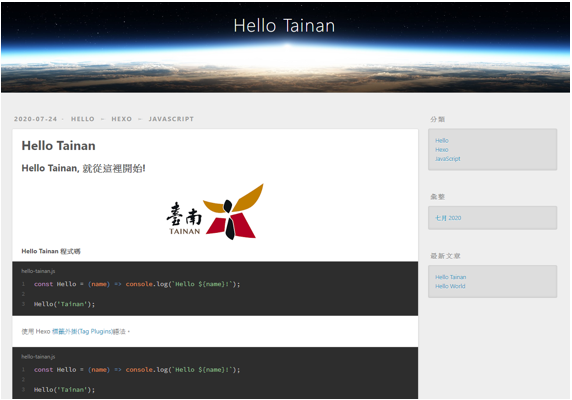 Hello Tainan
2020-07-24 · HELLO ~ HEXO ~ JAVASCRIPT
Hello Tainan
Hello Tainan, 就從這裡開始!
臺南
TAINAN
Hello Tainan 程式碼
hello-tainan.js
1 const Hello = (name) => console.log(`Hello ${name}!`);
2
3 Hello('Tainan');
使用 Hexo 標籤外掛(Tag Plugins)語法。
hello-tainan.js
1 const Hello = (name) => console.log(`Hello ${name}!`);
2
3 Hello('Tainan');
分類
Hello
Hexo
JavaScript
彙整
七月 2020
最新文章
Hello Tainan
Hello World